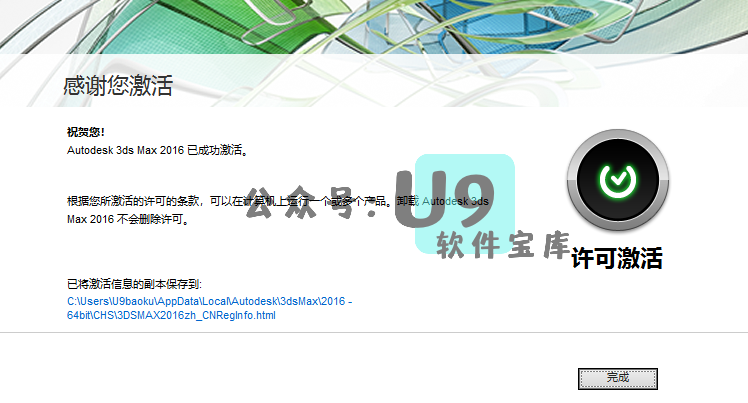 感谢您激活
祝贺您！
Autodesk 3ds Max 2016 已成功激活。
根据您所激活的许可的条款，可以在计算机上运行一个或多个产品。卸载 Autodesk 3ds
Max 2016 不会删除许可。
公众号：U9
软件宝库
许可激活
已将激活信息的副本保存到:
C:\Users\U9baoku\AppData\Local\Autodesk\3dsMax\2016 -
64bit\CHS\3DSMAX2016zh_CNRegInfo.html
完成